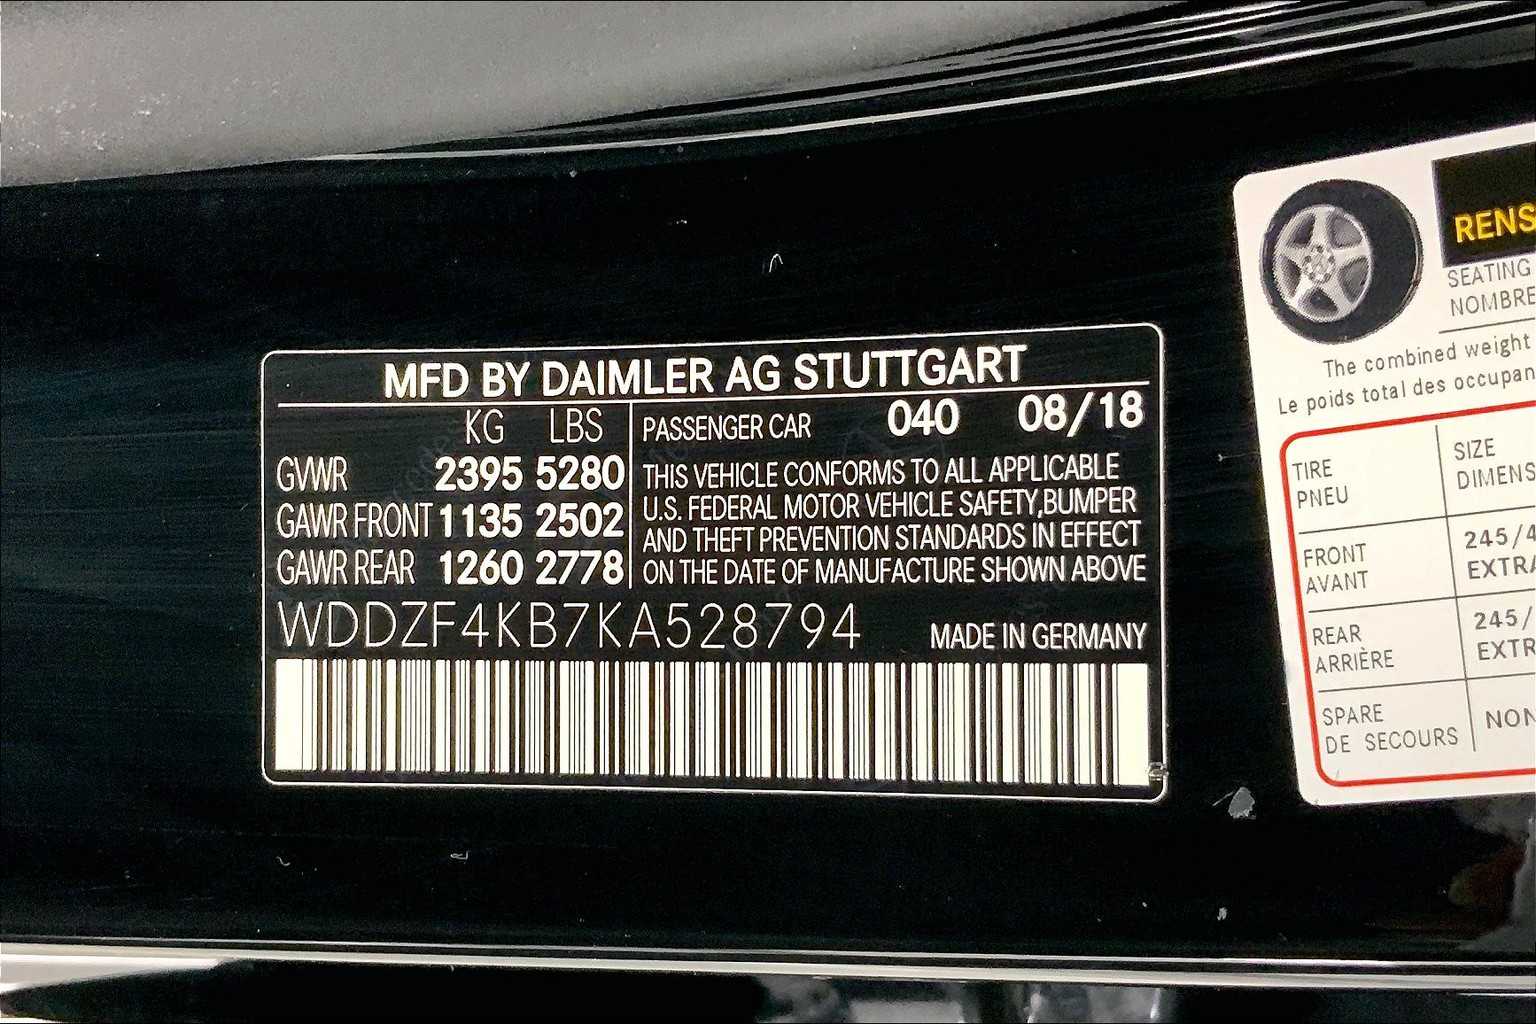 MFD BY DAIMLER AG STUTTGART
KG LBS
GVWR 2395 5280
GAWR FRONT 1135 2502
GAWR REAR 1260 2778
PASSENGER CAR 040 08/18
THIS VEHICLE CONFORMS TO ALL APPLICABLE
U.S. FEDERAL MOTOR VEHICLE SAFETY,BUMPER
AND THEFT PREVENTION STANDARDS IN EFFECT
ON THE DATE OF MANUFACTURE SHOWN ABOVE
WDDZF4KB7KA528794 MADE IN GERMANY
RENS
SEATING
NOMBRE
The combined weight
Le poids total des occupan
TIRE
PNEU
SIZE
DIMENS
FRONT
AVANT
245/4
EXTRA
REAR
ARRIÈRE
245/
EXTR
SPARE
DE SECOURS
NON